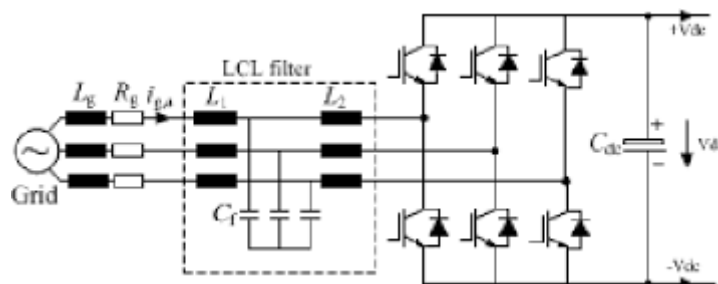 LCL filter
+Vdc
Lg Rg ig,a L1 L2
Cdc
+
−
Vd
Grid
Cf
-Vdc